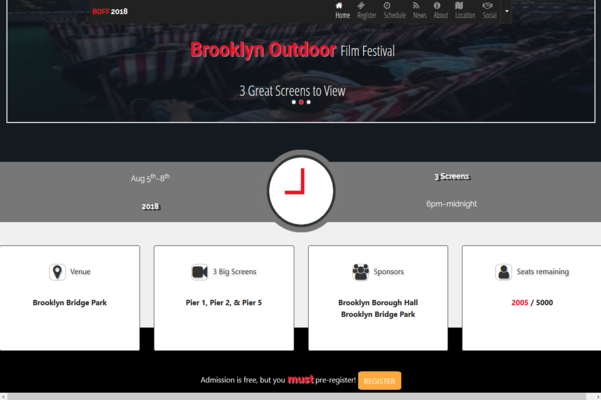 BOFF 2018
Home Register Schedule News About Location Social
Brooklyn Outdoor Film Festival
3 Great Screens to View
Aug 5th-8th
2018
3 Screens
6pm-midnight
Venue
Brooklyn Bridge Park
3 Big Screens
Pier 1, Pier 2, & Pier 5
Sponsors
Brooklyn Borough Hall
Brooklyn Bridge Park
Seats remaining
2005 / 5000
Admission is free, but you must pre-register! REGISTER